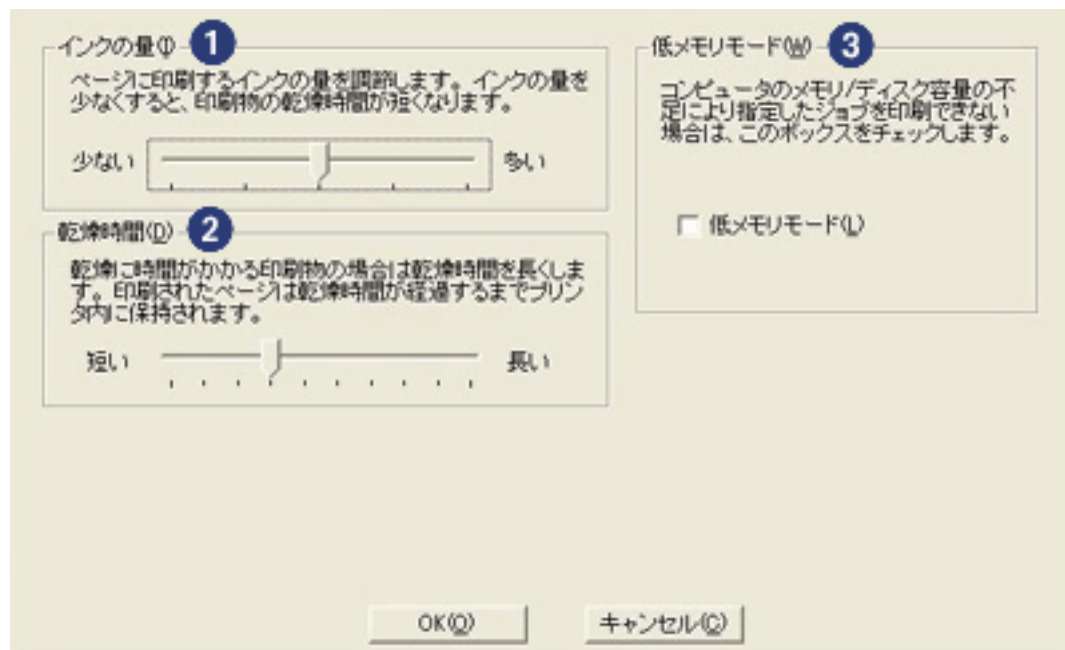 インクの量(I) 1
ページに印刷するインクの量を調節します。インクの量を
少なくすると、印刷物の乾燥時間が短くなります。
少ない 多い
乾燥時間(D) 2
乾燥に時間がかかる印刷物の場合は乾燥時間を長くしま
す。印刷されたページは乾燥時間が経過するまでプリン
タ内に保持されます。
短い 長い
低メモリモード(W) 3
コンピュータのメモリ/ディスク容量の不
足により指定したジョブを印刷できない
場合は、このボックスをチェックします。
低メモリモード(L)
OK(O) キャンセル(C)